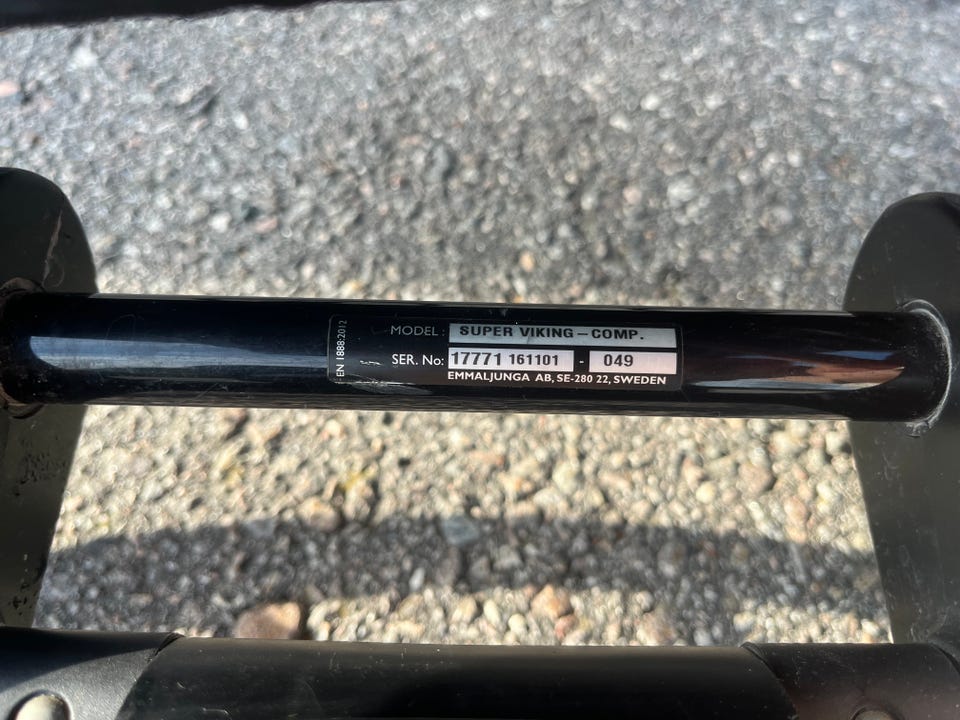 EN 1888:2012
MODEL : SUPER VIKING – COMP.
SER. No: 17771 161101 - 049
EMMALJUNGA AB, SE-280 22, SWEDEN